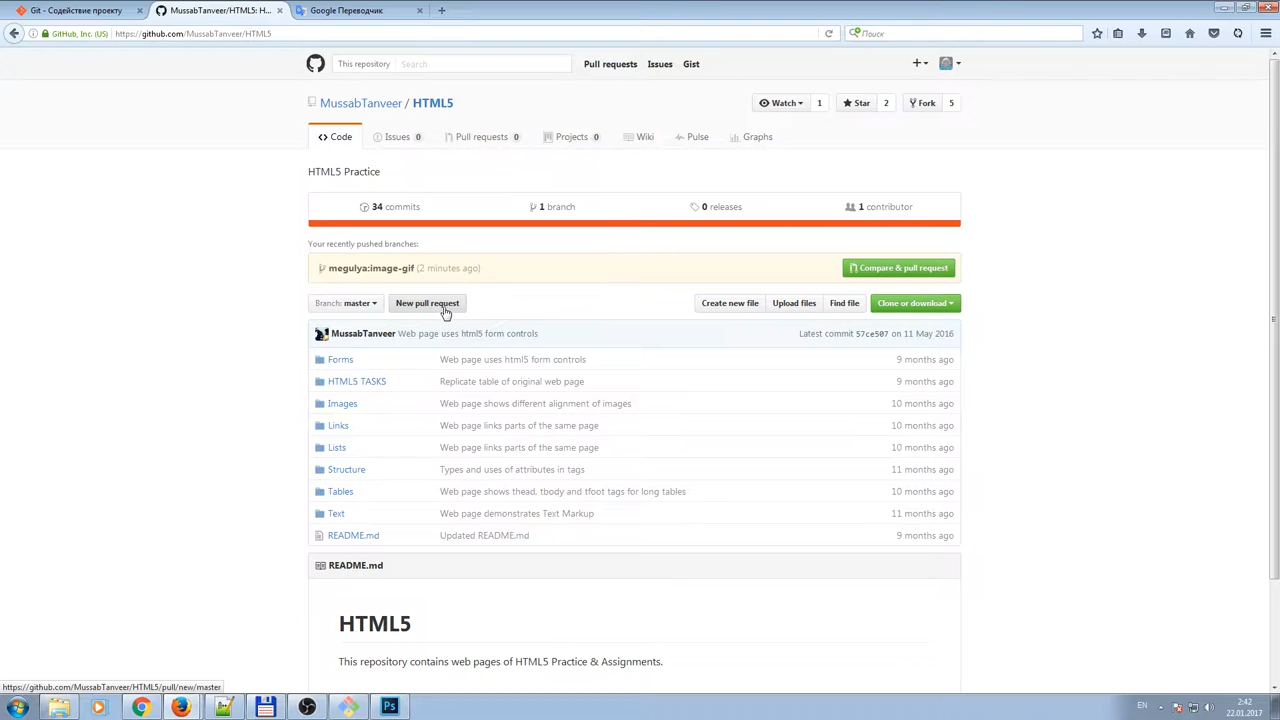 Git - Содействие проекту
MussabTanveer/HTML5: H...
Google Переводчик
GitHub, Inc. (US)
https://github.com/MussabTanveer/HTML5
Поиск
This repository
Search
Pull requests
Issues
Gist
MussabTanveer / HTML5
Watch 1
Star 2
Fork 5
Code
Issues 0
Pull requests 0
Projects 0
Wiki
Pulse
Graphs
HTML5 Practice
34 commits
1 branch
0 releases
1 contributor
Your recently pushed branches:
megulya:image-gif (2 minutes ago)
Compare & pull request
Branch: master
New pull request
Create new file
Upload files
Find file
Clone or download
MussabTanveer Web page uses html5 form controls
Latest commit 57ce507 on 11 May 2016
Forms Web page uses html5 form controls 9 months ago
HTML5 TASKS Replicate table of original web page 9 months ago
Images Web page shows different alignment of images 10 months ago
Links Web page links parts of the same page 10 months ago
Lists Web page links parts of the same page 10 months ago
Structure Types and uses of attributes in tags 11 months ago
Tables Web page shows thead, tbody and tfoot tags for long tables 10 months ago
Text Web page demonstrates Text Markup 11 months ago
README.md Updated README.md 9 months ago
README.md
HTML5
This repository contains web pages of HTML5 Practice & Assignments.
https://github.com/MussabTanveer/HTML5/pull/new/master
Ps
EN
2:42
22.01.2017